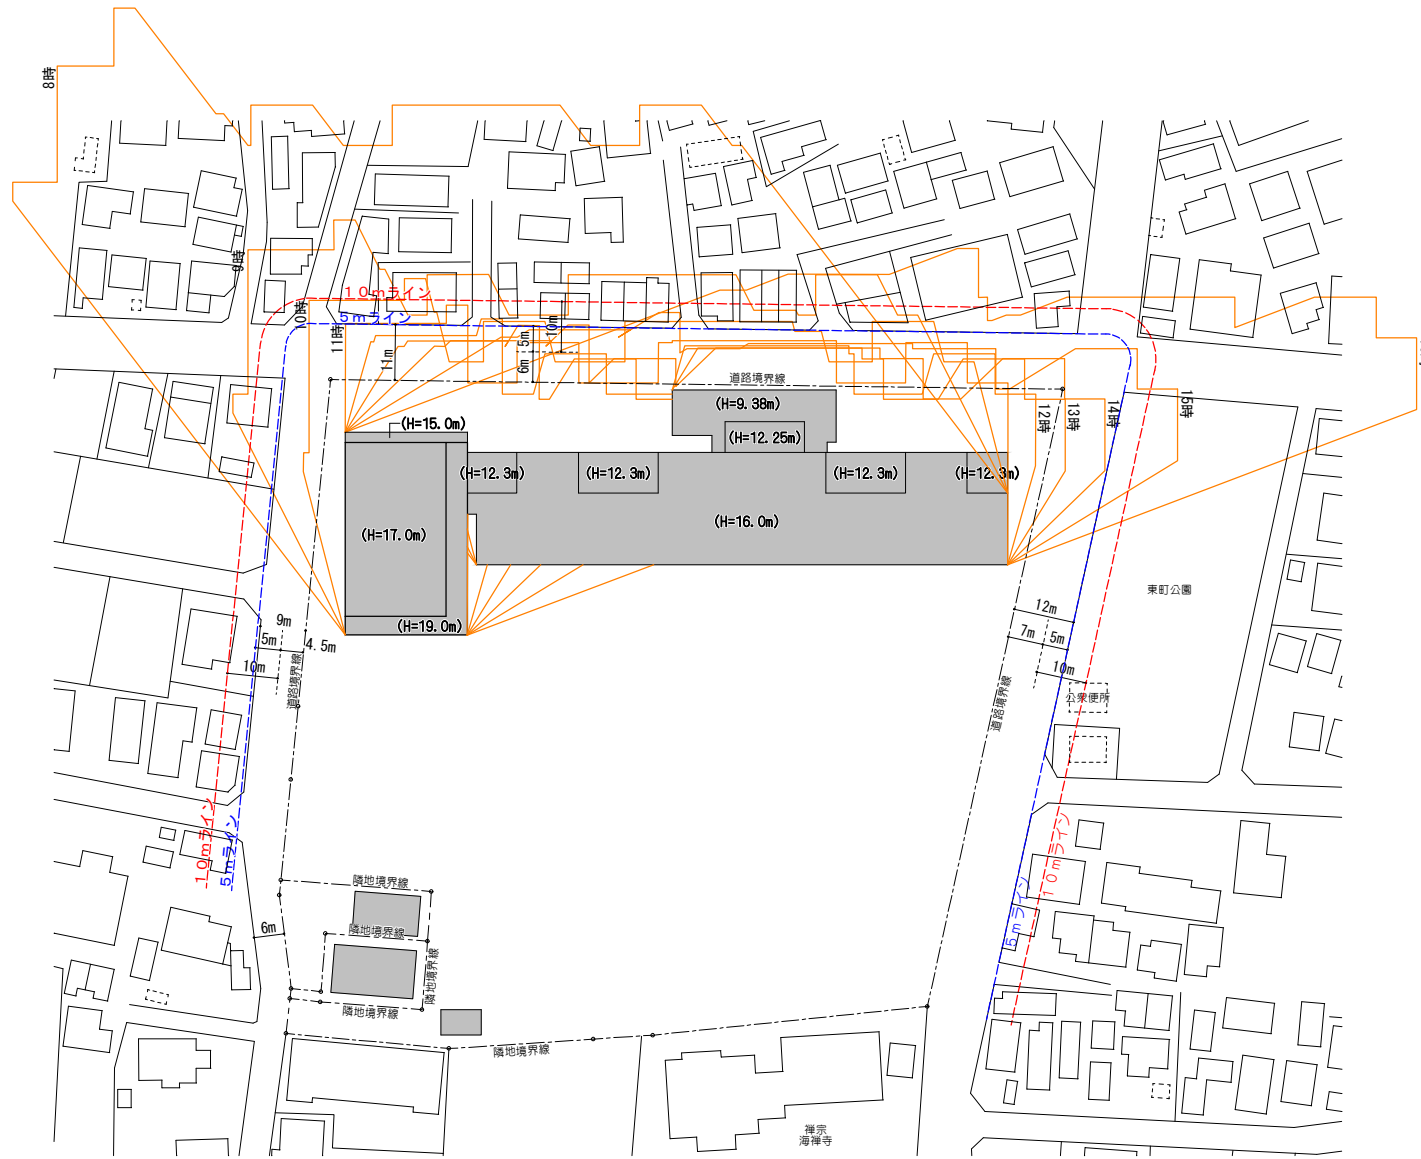 8時
9時
10時
11時
10mライン
5mライン
11m
6m
5m
10m
道路境界線
(H=9.38m)
(H=12.25m)
(H=15.0m)
(H=12.3m)
(H=12.3m)
(H=12.3m)
(H=12.3m)
(H=17.0m)
(H=16.0m)
(H=19.0m)
12時
13時
14時
15時
東町公園
9m
5m
4.5m
10m
道路境界線
12m
7m
5m
10m
道路境界線
公衆便所
10mライン
5mライン
10mライン
5mライン
6m
隣地境界線
隣地境界線
隣地境界線
隣地境界線
隣地境界線
禅宗
海禅寺